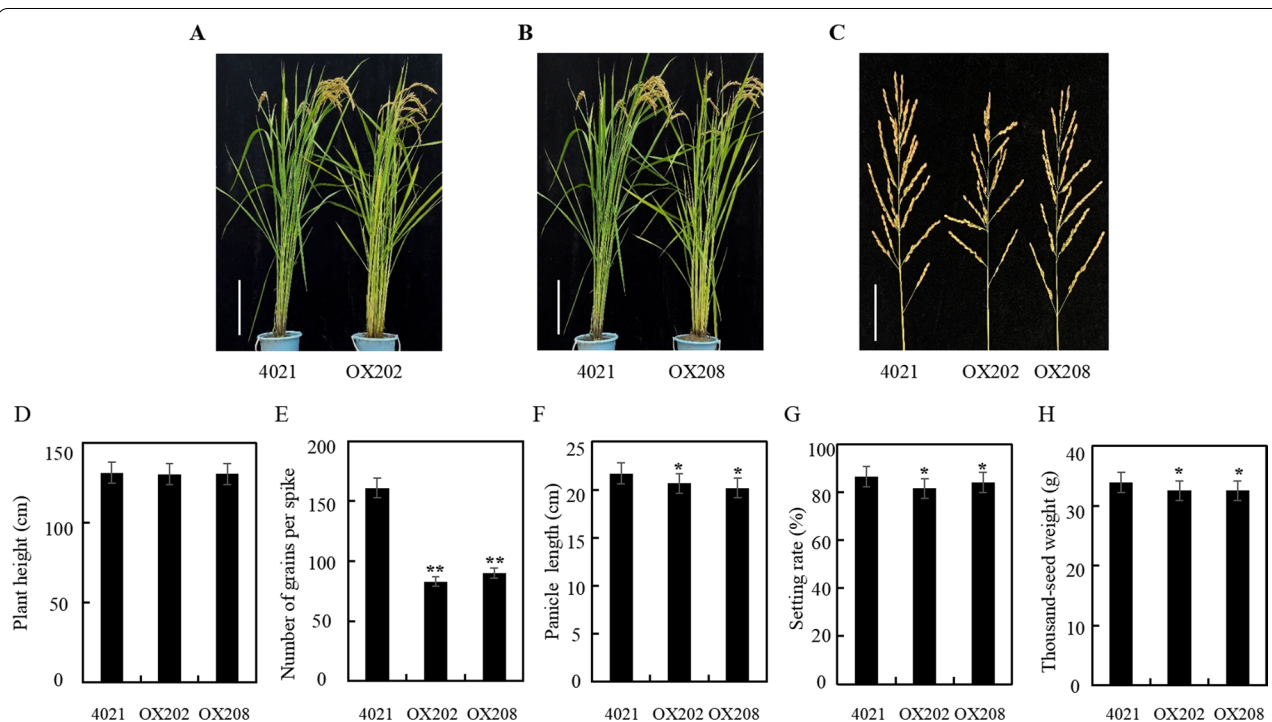 A B C
4021 OX202
4021 OX208
4021 OX202 OX208
D
Plant height (cm)
150
100
50
0
4021 OX202 OX208
E
Number of grains per spike
200
150
100
50
0
**
**
4021 OX202 OX208
F
Panicle length (cm)
25
20
15
10
5
0
*
*
4021 OX202 OX208
G
Setting rate (%)
100
80
60
40
20
0
*
*
4021 OX202 OX208
H
Thousand-seed weight (g)
40
30
20
10
0
*
*
4021 OX202 OX208